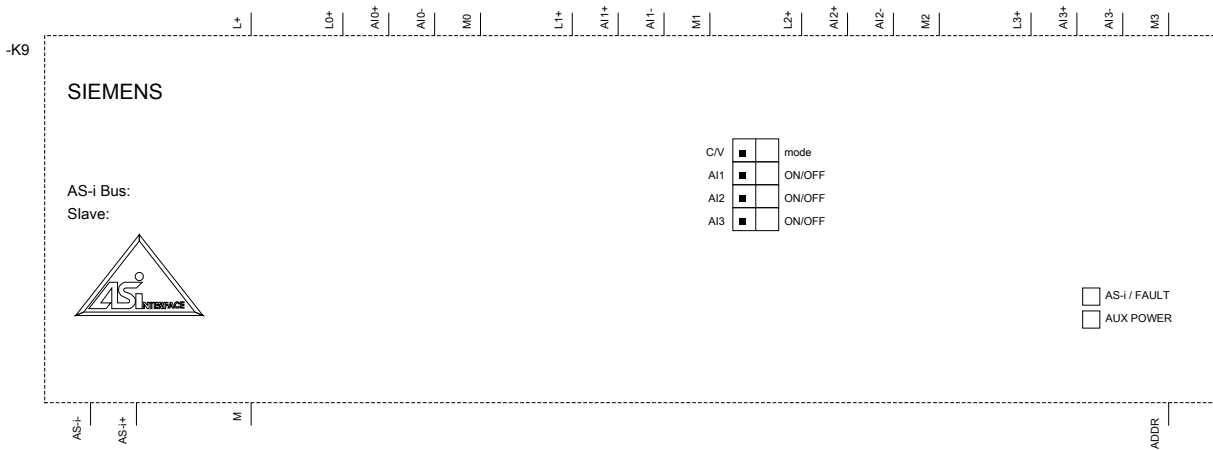 L+ L0+ AI0+ AI0- M0 L1+ AI1+ AI1- M1 L2+ AI2+ AI2- M2 L3+ AI3+ AI3- M3
-K9
SIEMENS
C/V mode
AI1 ON/OFF
AI2 ON/OFF
AI3 ON/OFF
AS-i Bus:
Slave:
ASi INTERFACE
AS-i / FAULT
AUX POWER
AS-i- AS-i+ M ADDR